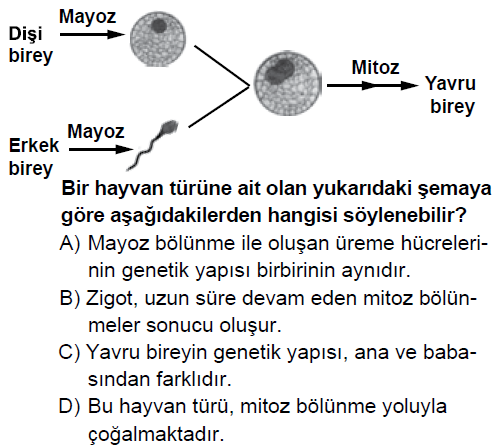 Dişi
birey
Mayoz
Mitoz
Yavru
birey
Erkek
birey
Mayoz
Bir hayvan türüne ait olan yukarıdaki şemaya
göre aşağıdakilerden hangisi söylenebilir?
A) Mayoz bölünme ile oluşan üreme hücreleri-
nin genetik yapısı birbirinin aynıdır.
B) Zigot, uzun süre devam eden mitoz bölün-
meler sonucu oluşur.
C) Yavru bireyin genetik yapısı, ana ve baba-
sından farklıdır.
D) Bu hayvan türü, mitoz bölünme yoluyla
çoğalmaktadır.